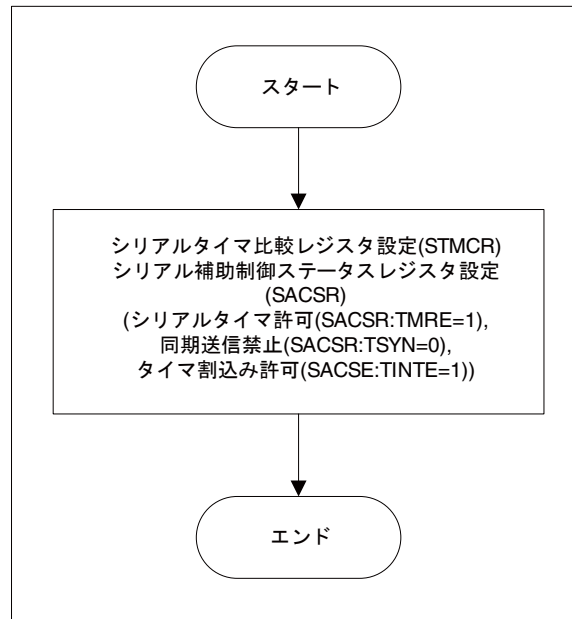 スタート
シリアルタイマ比較レジスタ設定(STMCR)
シリアル補助制御ステータスレジスタ設定
(SACSR)
(シリアルタイマ許可(SACSR:TMRE=1),
同期送信禁止(SACSR:TSYN=0),
タイマ割込み許可(SACSE:TINTE=1))
エンド